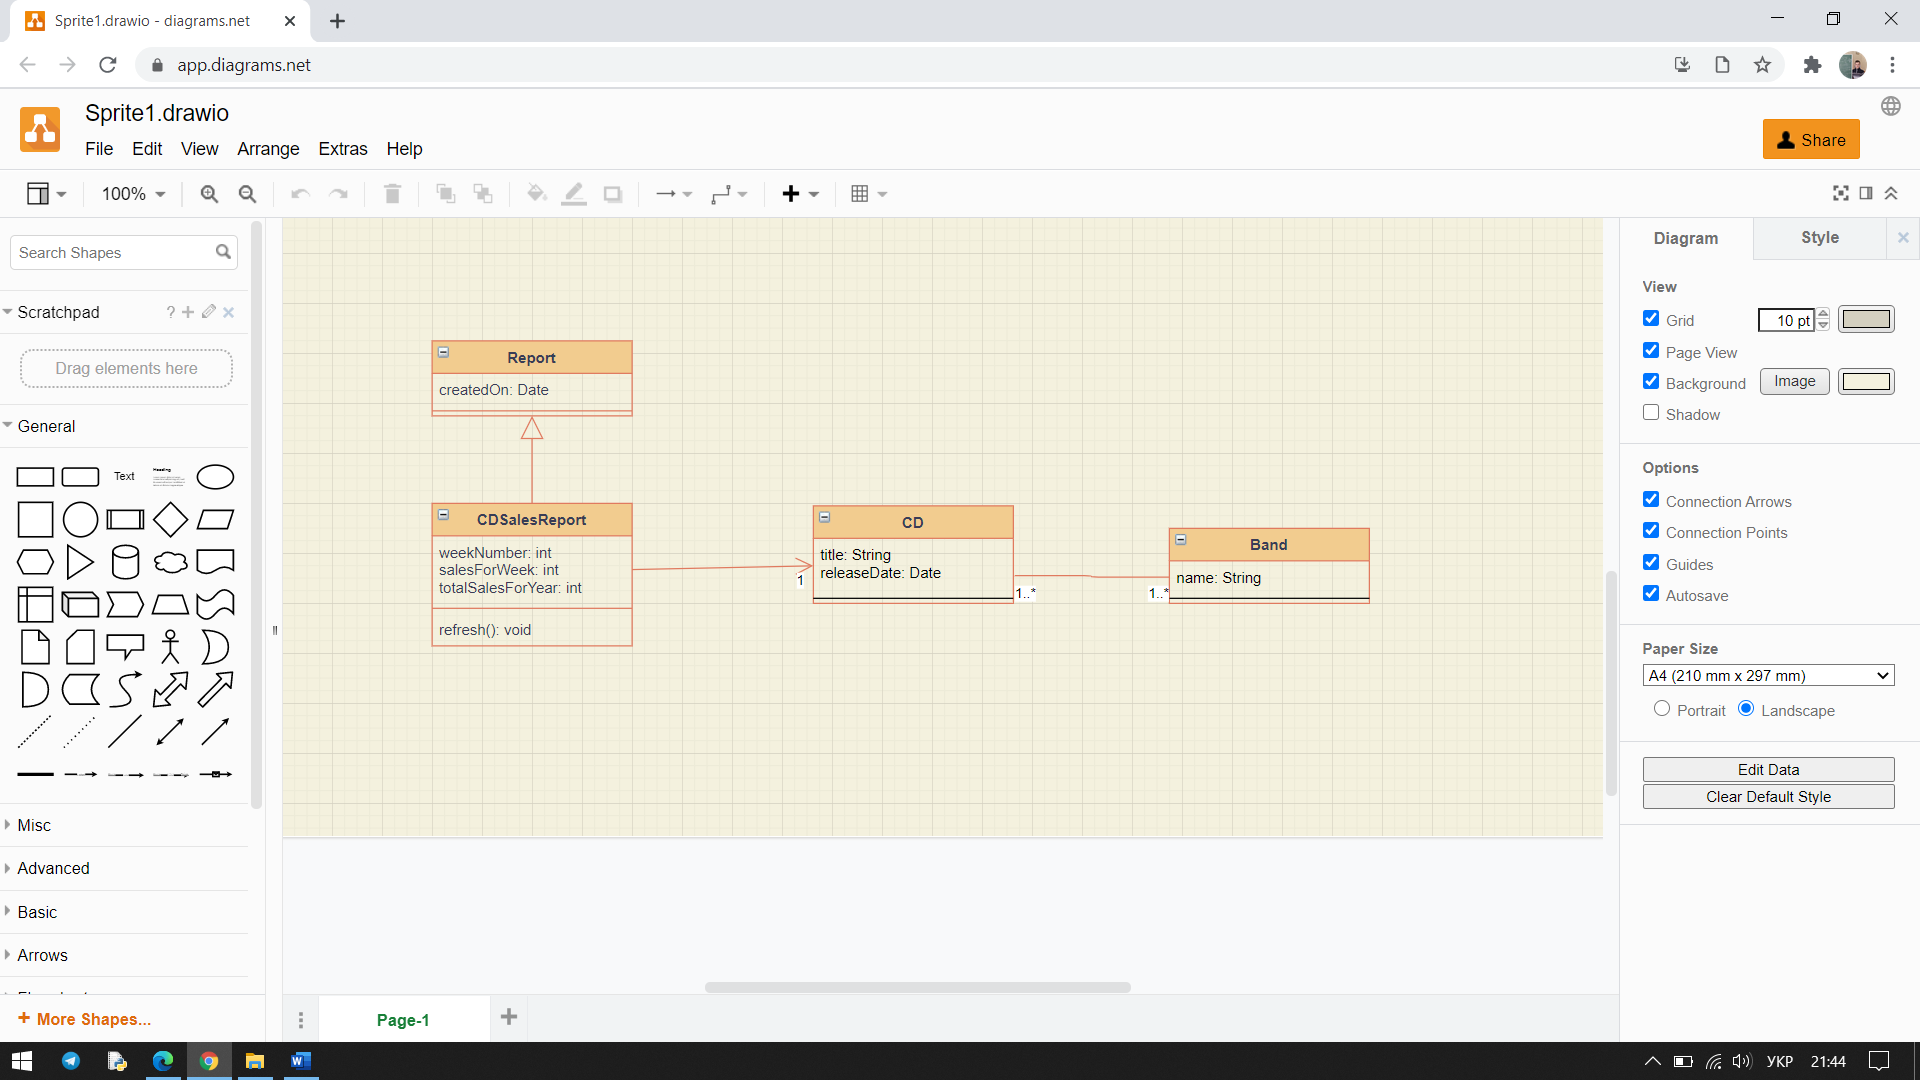 Sprite1.drawio - diagrams.net
app.diagrams.net
Sprite1.drawio
File Edit View Arrange Extras Help
Share
100%
Search Shapes
Scratchpad
?
Drag elements here
General
Text
Heading
Misc
Advanced
Basic
Arrows
More Shapes...
Report
createdOn: Date
CDSalesReport
weekNumber: int
salesForWeek: int
totalSalesForYear: int
refresh(): void
1
CD
title: String
releaseDate: Date
1..*
1..*
Band
name: String
Page-1
Diagram Style
View
Grid 10 pt
Page View
Background Image
Shadow
Options
Connection Arrows
Connection Points
Guides
Autosave
Paper Size
A4 (210 mm x 297 mm)
Portrait Landscape
Edit Data
Clear Default Style
УКР 21:44